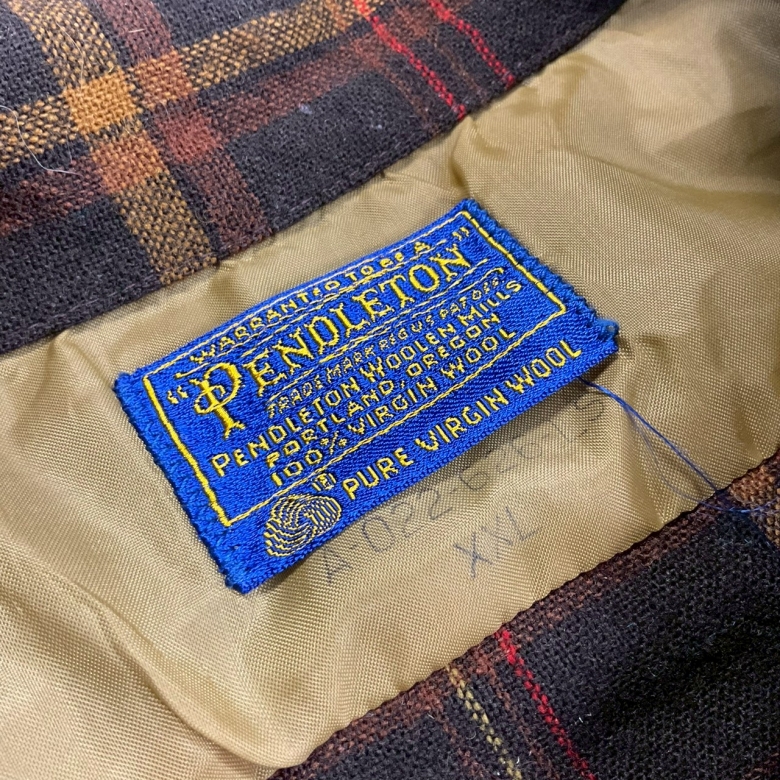 WARRANTED TO BE A
"PENDLETON"
TRADE MARK REG U.S. PAT. OFF.
PENDLETON WOOLEN MILLS
PORTLAND, OREGON
100% VIRGIN WOOL
PURE VIRGIN WOOL
XXL